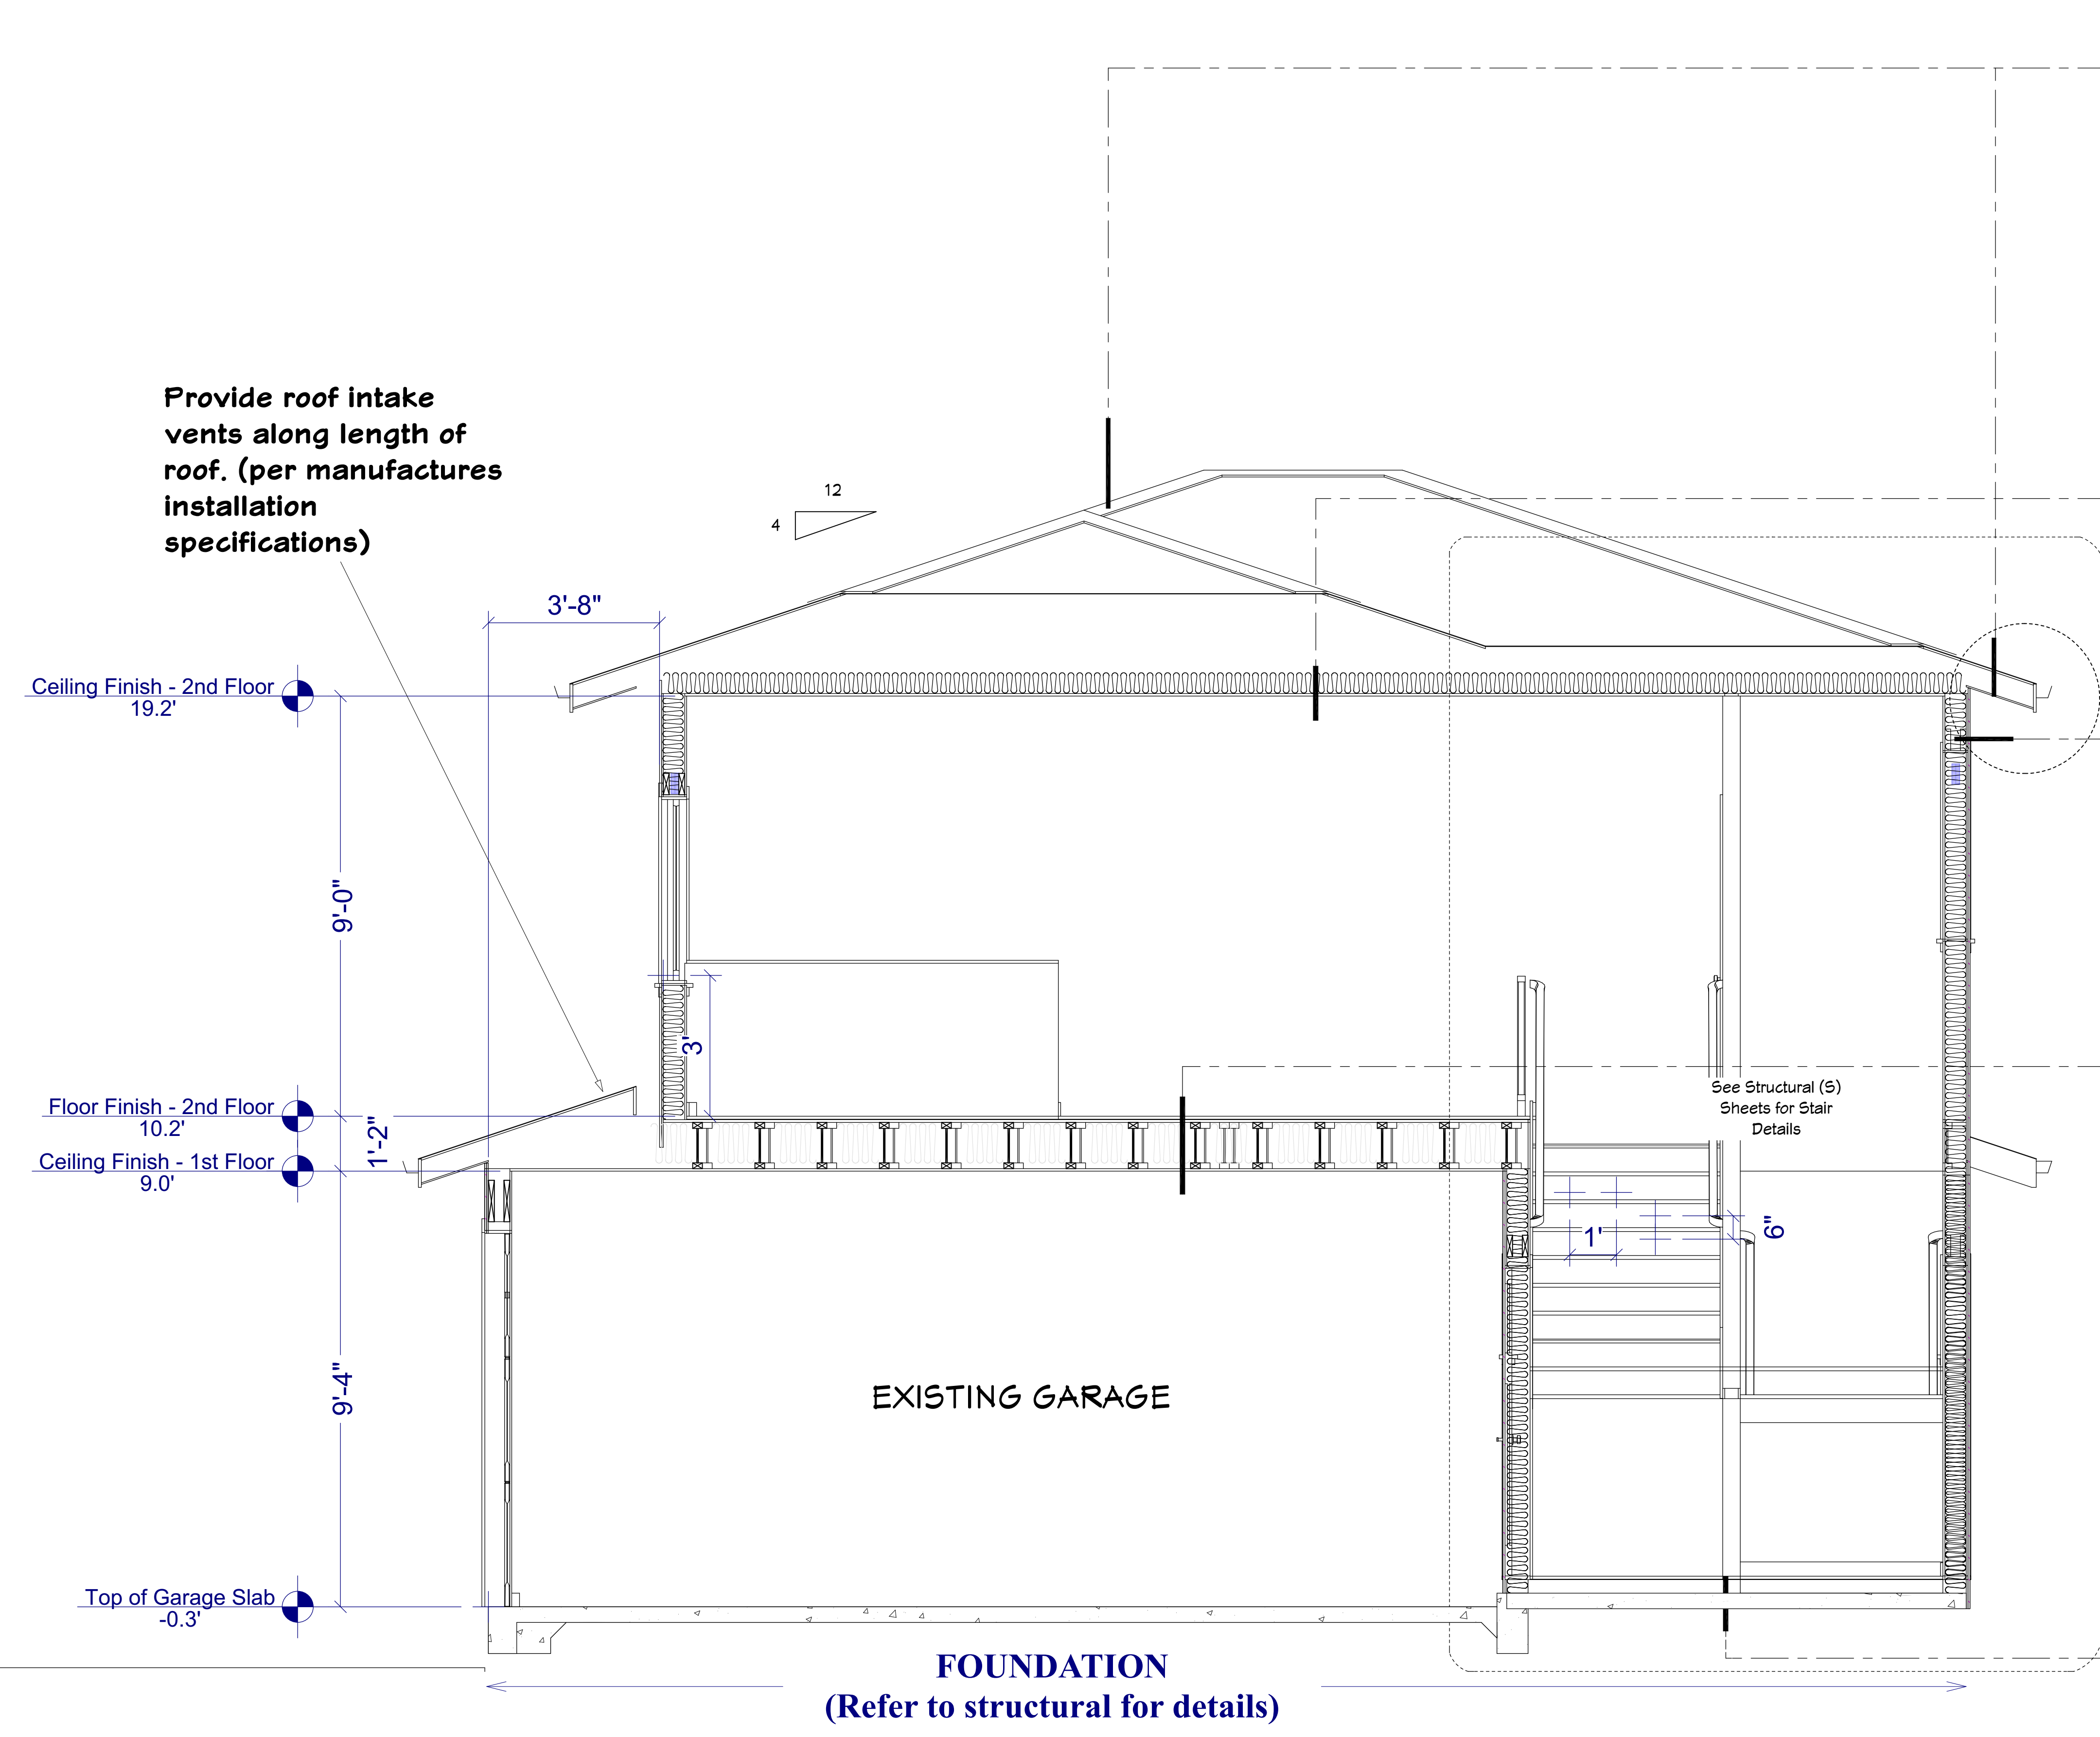 Provide roof intake
vents along length of
roof. (per manufactures
installation
specifications)
12
4
3'-8"
Ceiling Finish - 2nd Floor
19.2'
9'-0"
3'
Floor Finish - 2nd Floor
10.2'
1'-2"
Ceiling Finish - 1st Floor
9.0'
See Structural (S)
Sheets for Stair
Details
1'
6"
9'-4"
EXISTING GARAGE
Top of Garage Slab
-0.3'
FOUNDATION
(Refer to structural for details)